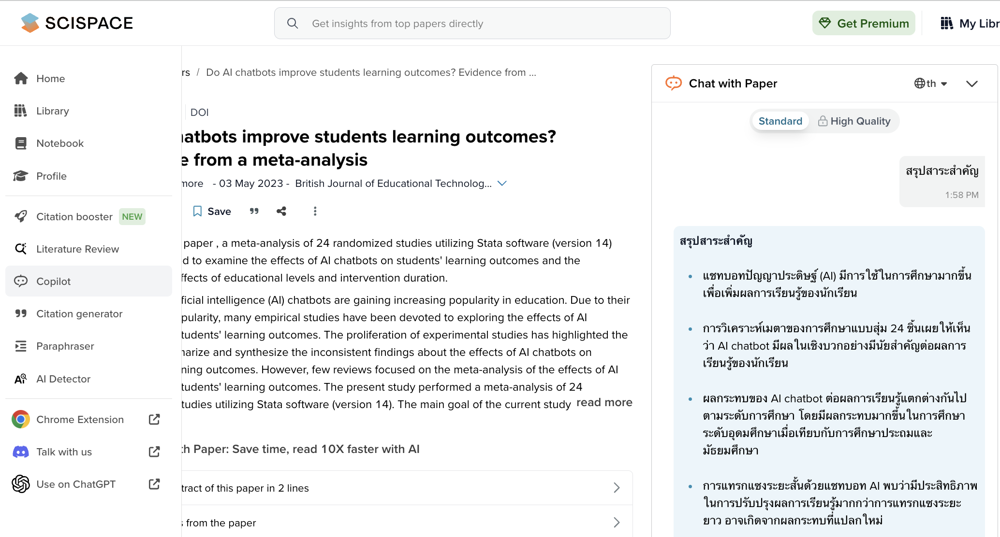 SCISPACE
Get insights from top papers directly
Get Premium
My Libr
Home
Library
Notebook
Profile
Citation booster NEW
Literature Review
Copilot
Citation generator
Paraphraser
AI Detector
Chrome Extension
Talk with us
Use on ChatGPT
rs / Do AI chatbots improve students learning outcomes? Evidence from ...
DOI
hatbots improve students learning outcomes?
e from a meta-analysis
more - 03 May 2023 - British Journal of Educational Technolog...
Save
paper , a meta-analysis of 24 randomized studies utilizing Stata software (version 14)
d to examine the effects of AI chatbots on students' learning outcomes and the
ffects of educational levels and intervention duration.
ficial intelligence (AI) chatbots are gaining increasing popularity in education. Due to their
pularity, many empirical studies have been devoted to exploring the effects of AI
tudents' learning outcomes. The proliferation of experimental studies has highlighted the
marize and synthesize the inconsistent findings about the effects of AI chatbots on
ning outcomes. However, few reviews focused on the meta-analysis of the effects of AI
tudents' learning outcomes. The present study performed a meta-analysis of 24
tudies utilizing Stata software (version 14). The main goal of the current study read more
th Paper: Save time, read 10X faster with AI
tract of this paper in 2 lines
s from the paper
Chat with Paper
th
Standard High Quality
สรุปสาระสำคัญ
1:58 PM
สรุปสาระสำคัญ
แชทบอทปัญญาประดิษฐ์ (AI) มีการใช้ในการศึกษามากขึ้น
เพื่อเพิ่มผลการเรียนรู้ของนักเรียน
การวิเคราะห์เมตาของการศึกษาแบบสุ่ม 24 ชิ้นเผยให้เห็น
ว่า AI chatbot มีผลในเชิงบวกอย่างมีนัยสำคัญต่อผลการ
เรียนรู้ของนักเรียน
ผลกระทบของ AI chatbot ต่อผลการเรียนรู้แตกต่างกันไป
ตามระดับการศึกษา โดยมีผลกระทบมากขึ้นในการศึกษา
ระดับอุดมศึกษาเมื่อเทียบกับการศึกษาประถมและ
มัธยมศึกษา
การแทรกแซงระยะสั้นด้วยแชทบอท AI พบว่ามีประสิทธิภาพ
ในการปรับปรุงผลการเรียนรู้มากกว่าการแทรกแซงระยะ
ยาว อาจเกิดจากผลกระทบที่แปลกใหม่